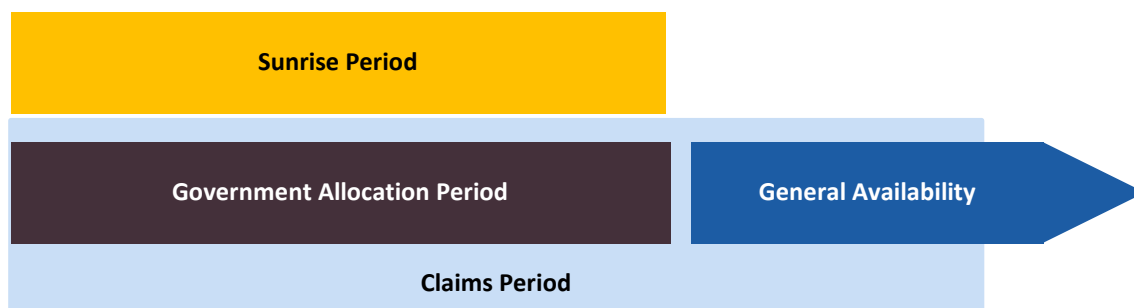 Sunrise Period
Government Allocation Period
General Availability
Claims Period